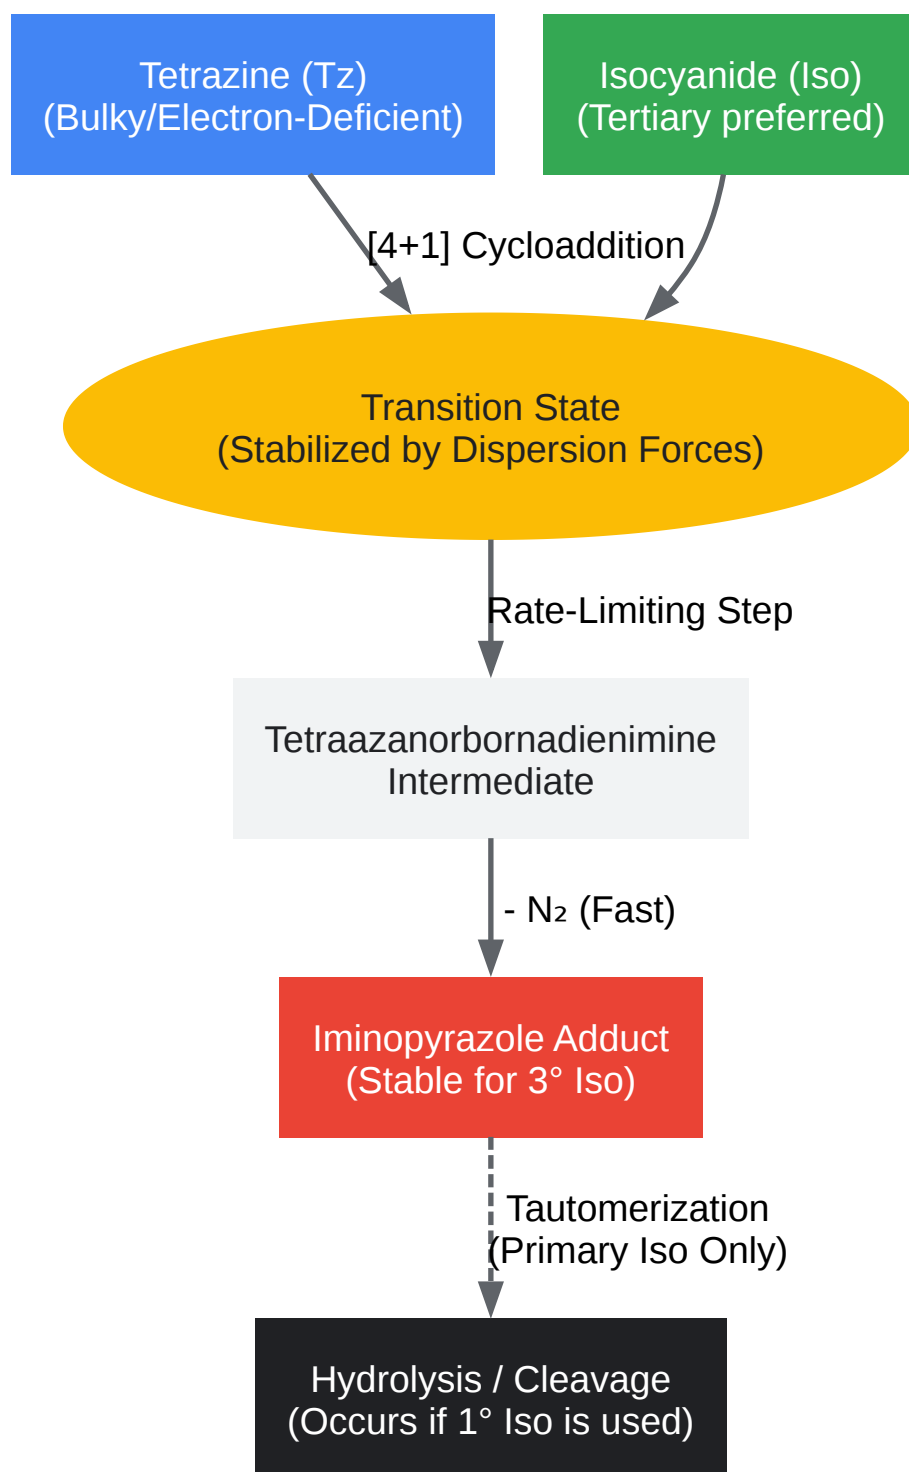 Tetrazine (Tz)
(Bulky/Electron-Deficient)
Isocyanide (Iso)
(Tertiary preferred)
[4+1] Cycloaddition
Transition State
(Stabilized by Dispersion Forces)
Rate-Limiting Step
Tetraazanorbornadienimine
Intermediate
- N₂ (Fast)
Iminopyrazole Adduct
(Stable for 3° Iso)
Tautomerization
(Primary Iso Only)
Hydrolysis / Cleavage
(Occurs if 1° Iso is used)